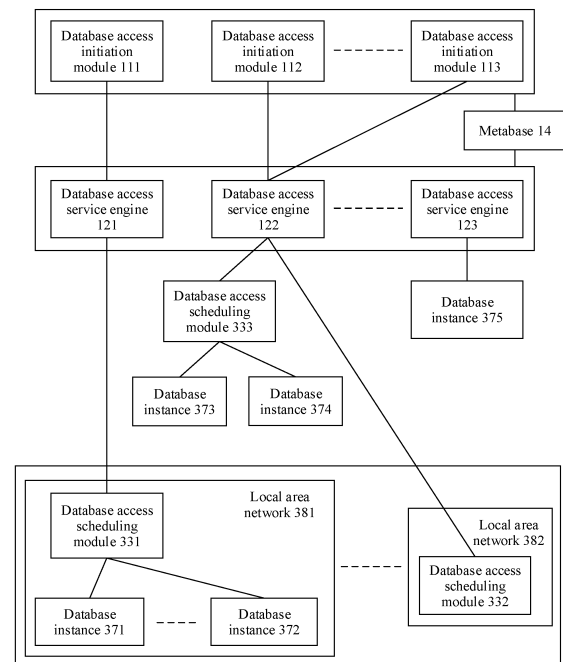 Database access
initiation
module 111
Database access
initiation
module 112
Database access
initiation
module 113
Metabase 14
Database access
service engine
121
Database access
service engine
122
Database access
service engine
123
Database access
scheduling
module 333
Database
instance 375
Database
instance 373
Database
instance 374
Local area
network 381
Database access
scheduling
module 331
Local area
network 382
Database access
scheduling
module 332
Database
instance 371
Database
instance 372